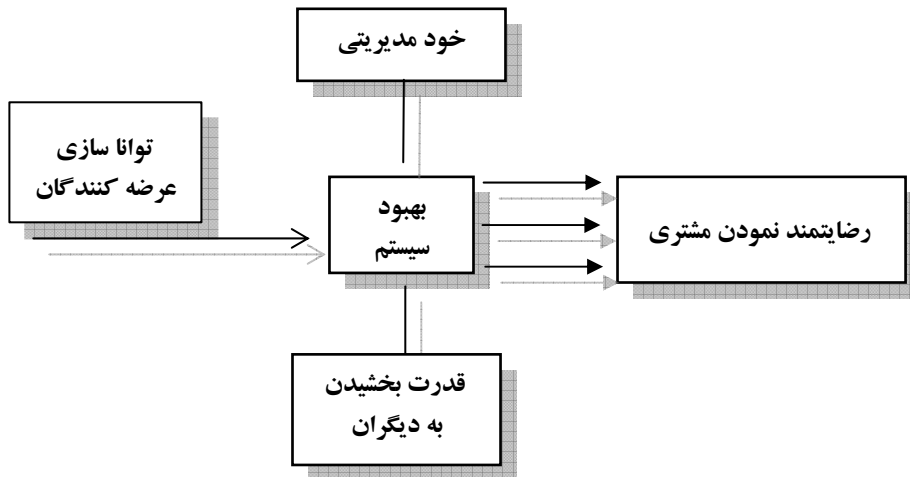 خود مدیریتی
توانا سازی
عرضه کنندگان
بهبود
سیستم
رضایتمند نمودن مشتری
قدرت بخشیدن
به دیگران